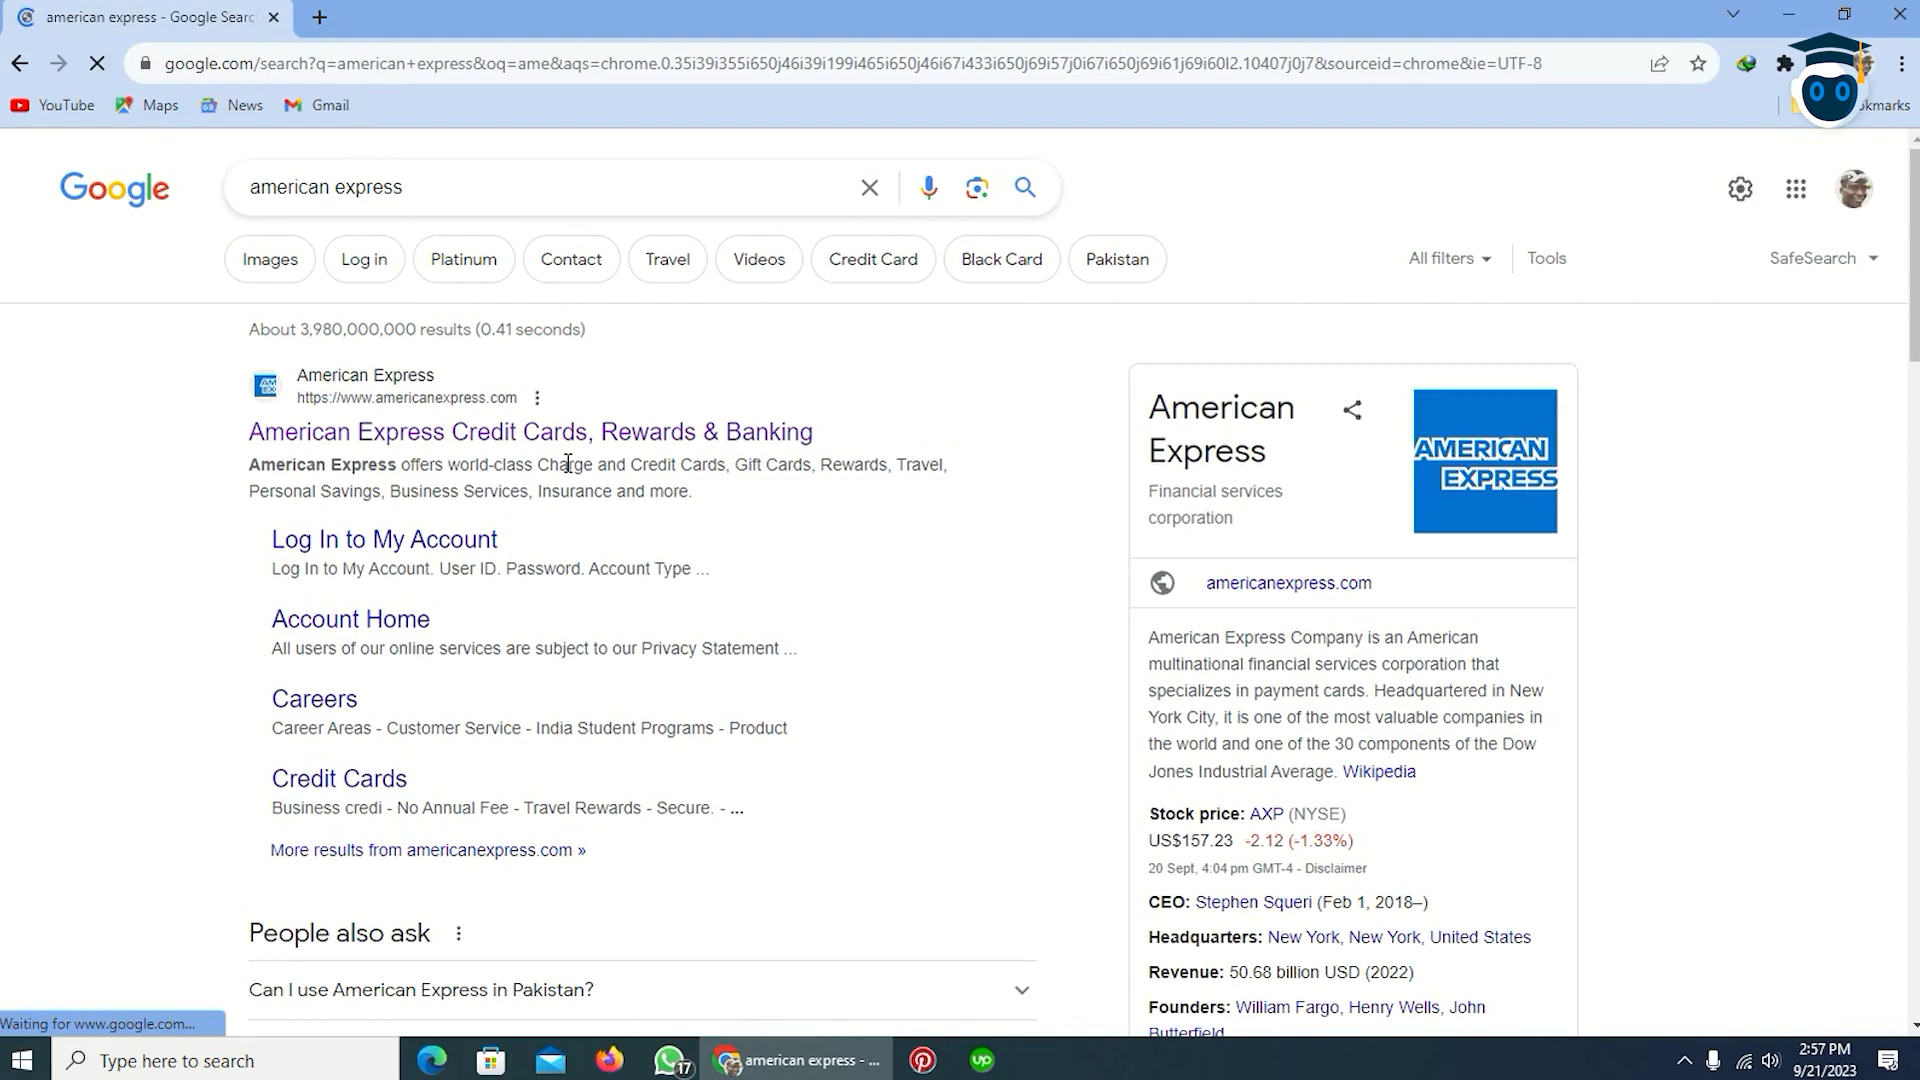 american express - Google Searc
google.com/search?q=american+express&oq=ame&aqs=chrome.0.35i39i355i650j46i39i199i465i650j46i67i433i650j69i57j0i67i650j69i61j69i60l2.10407j0j7&sourceid=chrome&ie=UTF-8
YouTube Maps News Gmail okmarks
Google
american express
Images Log in Platinum Contact Travel Videos Credit Card Black Card Pakistan
All filters Tools SafeSearch
About 3,980,000,000 results (0.41 seconds)
American Express
https://www.americanexpress.com
American Express Credit Cards, Rewards & Banking
American Express offers world-class Charge and Credit Cards, Gift Cards, Rewards, Travel,
Personal Savings, Business Services, Insurance and more.
Log In to My Account
Log In to My Account. User ID. Password. Account Type ...
Account Home
All users of our online services are subject to our Privacy Statement ...
Careers
Career Areas - Customer Service - India Student Programs - Product
Credit Cards
Business credi - No Annual Fee - Travel Rewards - Secure. - ...
More results from americanexpress.com »
People also ask
Can I use American Express in Pakistan?
American
Express
Financial services
corporation
AMERICAN
EXPRESS
americanexpress.com
American Express Company is an American
multinational financial services corporation that
specializes in payment cards. Headquartered in New
York City, it is one of the most valuable companies in
the world and one of the 30 components of the Dow
Jones Industrial Average. Wikipedia
Stock price: AXP (NYSE)
US$157.23 -2.12 (-1.33%)
20 Sept, 4:04 pm GMT-4 - Disclaimer
CEO: Stephen Squeri (Feb 1, 2018–)
Headquarters: New York, New York, United States
Revenue: 50.68 billion USD (2022)
Founders: William Fargo, Henry Wells, John
Butterfield
Waiting for www.google.com...
Type here to search
17
american express - ...
up
2:57 PM
9/21/2023